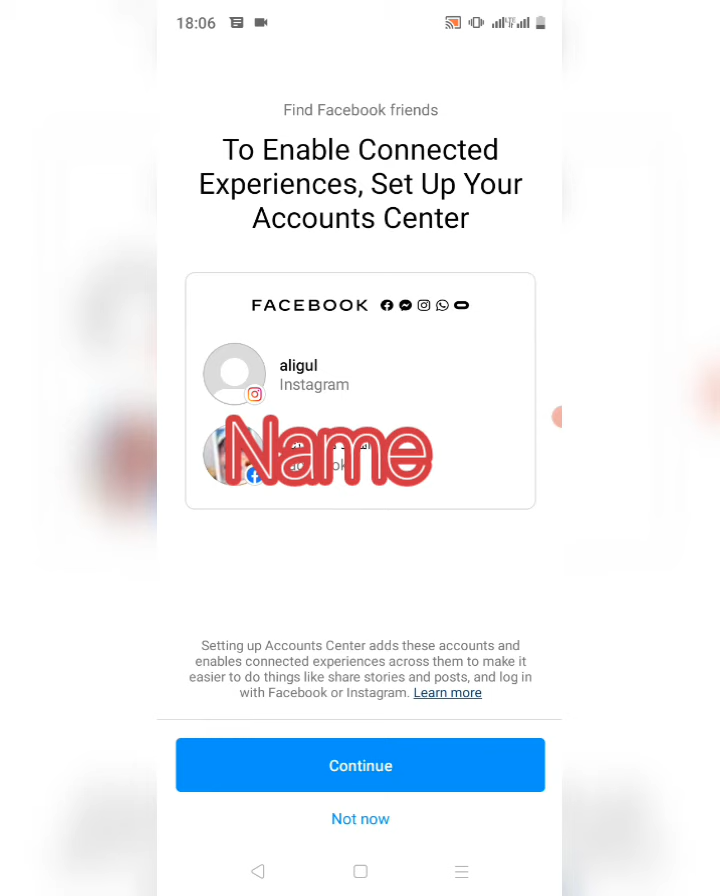 18:06
Find Facebook friends
To Enable Connected
Experiences, Set Up Your
Accounts Center
FACEBOOK
aligul
Instagram
Name
Setting up Accounts Center adds these accounts and
enables connected experiences across them to make it
easier to do things like share stories and posts, and log in
with Facebook or Instagram. Learn more
Continue
Not now